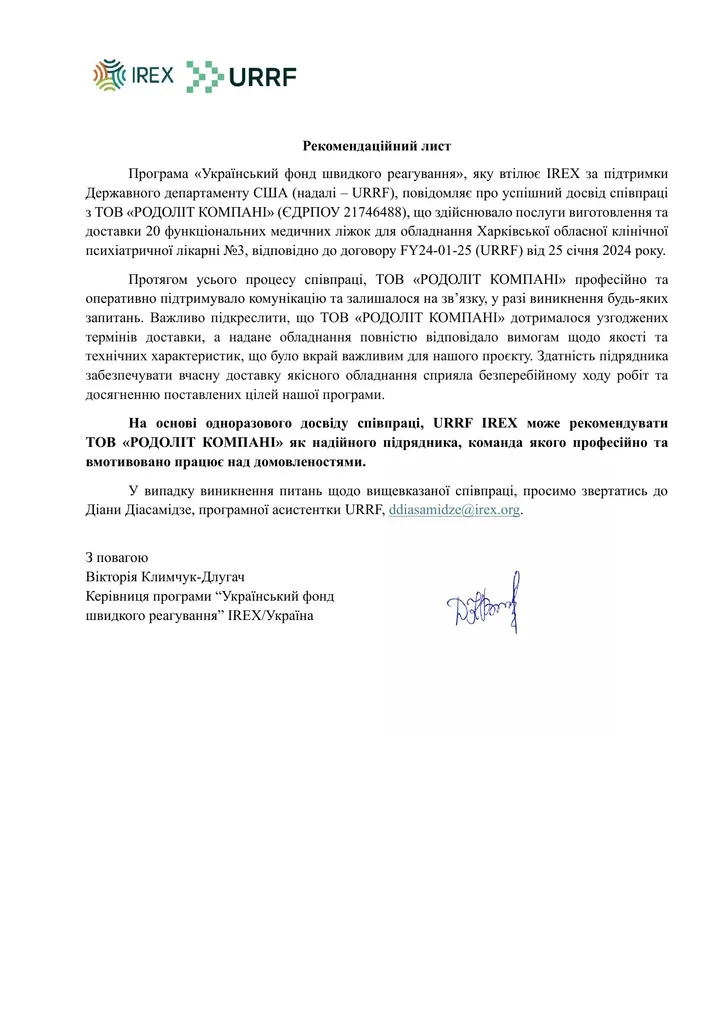 IREX URRF
Рекомендаційний лист
Програма «Український фонд швидкого реагування», яку втілює IREX за підтримки
Державного департаменту США (надалі – URRF), повідомляє про успішний досвід співпраці
з ТОВ «РОДОЛІТ КОМПАНІ» (ЄДРПОУ 21746488), що здійснювало послуги виготовлення та
доставки 20 функціональних медичних ліжок для обладнання Харківської обласної клінічної
психіатричної лікарні №3, відповідно до договору FY24-01-25 (URRF) від 25 січня 2024 року.
Протягом усього процесу співпраці, ТОВ «РОДОЛІТ КОМПАНІ» професійно та
оперативно підтримувало комунікацію та залишалося на зв’язку, у разі виникнення будь-яких
запитань. Важливо підкреслити, що ТОВ «РОДОЛІТ КОМПАНІ» дотрималося узгоджених
термінів доставки, а надане обладнання повністю відповідало вимогам щодо якості та
технічних характеристик, що було вкрай важливим для нашого проєкту. Здатність підрядника
забезпечувати вчасну доставку якісного обладнання сприяла безперебійному ходу робіт та
досягненню поставлених цілей нашої програми.
На основі одноразового досвіду співпраці, URRF IREX може рекомендувати
ТОВ «РОДОЛІТ КОМПАНІ» як надійного підрядника, команда якого професійно та
вмотивовано працює над домовленостями.
У випадку виникнення питань щодо вищевказаної співпраці, просимо звертатись до
Діани Діасамідзе, програмної асистентки URRF, ddiasamidze@irex.org.
З повагою
Вікторія Климчук-Длугач
Керівниця програми “Український фонд
швидкого реагування” IREX/Україна